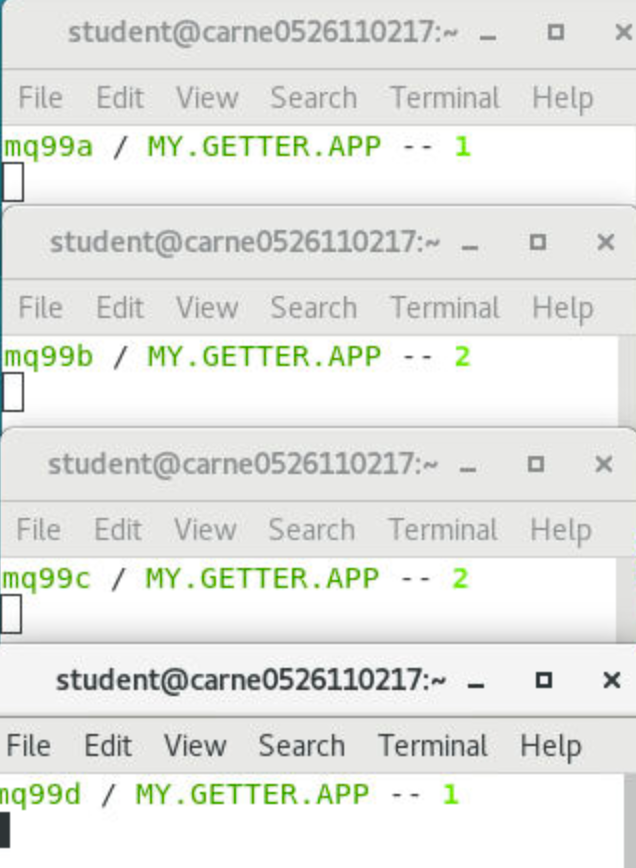 student@carne0526110217:~
File Edit View Search Terminal Help
mq99a / MY.GETTER.APP -- 1
student@carne0526110217:~
File Edit View Search Terminal Help
mq99b / MY.GETTER.APP -- 2
student@carne0526110217:~
File Edit View Search Terminal Help
mq99c / MY.GETTER.APP -- 2
student@carne0526110217:~
File Edit View Search Terminal Help
mq99d / MY.GETTER.APP -- 1